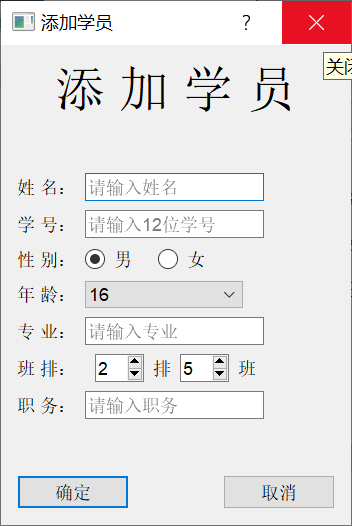 添加学员 ?
关闭
添 加 学 员
姓 名： 请输入姓名
学 号： 请输入12位学号
性 别： 男 女
年 龄： 16
专 业： 请输入专业
班 排： 2 排 5 班
职 务： 请输入职务
确定 取消